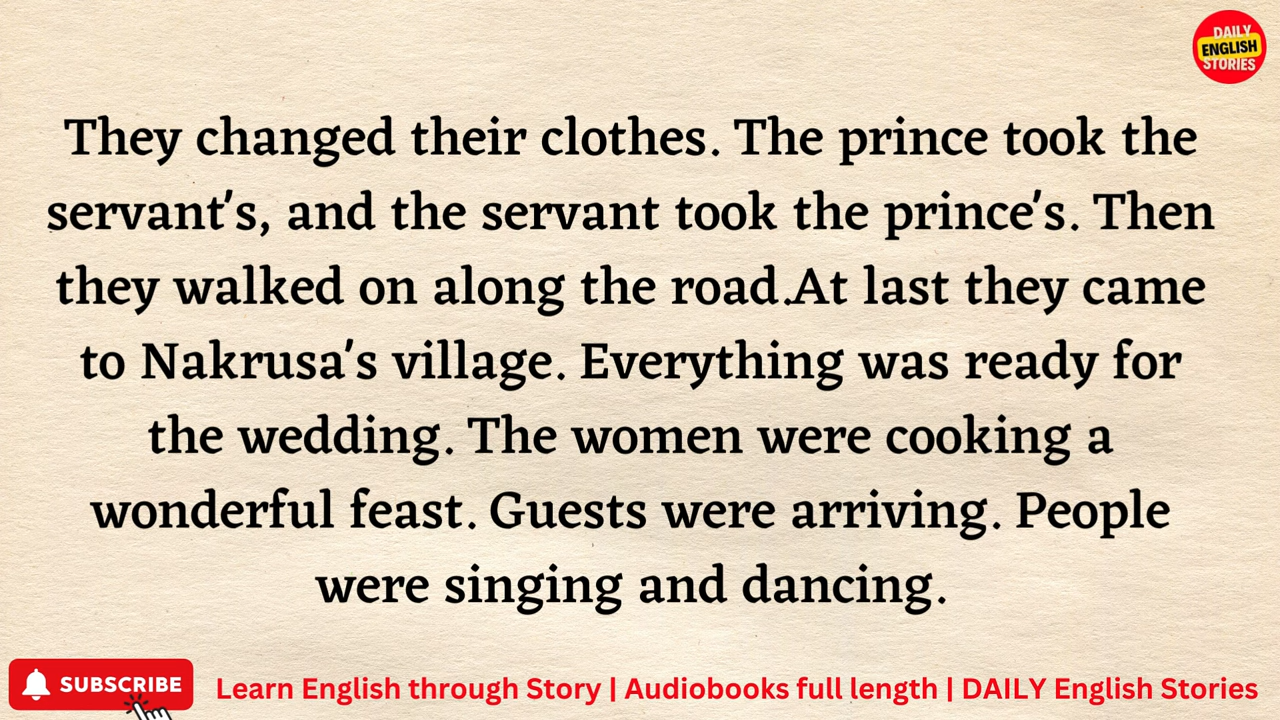 DAILY
ENGLISH
STORIES
They changed their clothes. The prince took the
servant's, and the servant took the prince's. Then
they walked on along the road.At last they came
to Nakrusa's village. Everything was ready for
the wedding. The women were cooking a
wonderful feast. Guests were arriving. People
were singing and dancing.
SUBSCRIBE
Learn English through Story | Audiobooks full length | DAILY English Stories